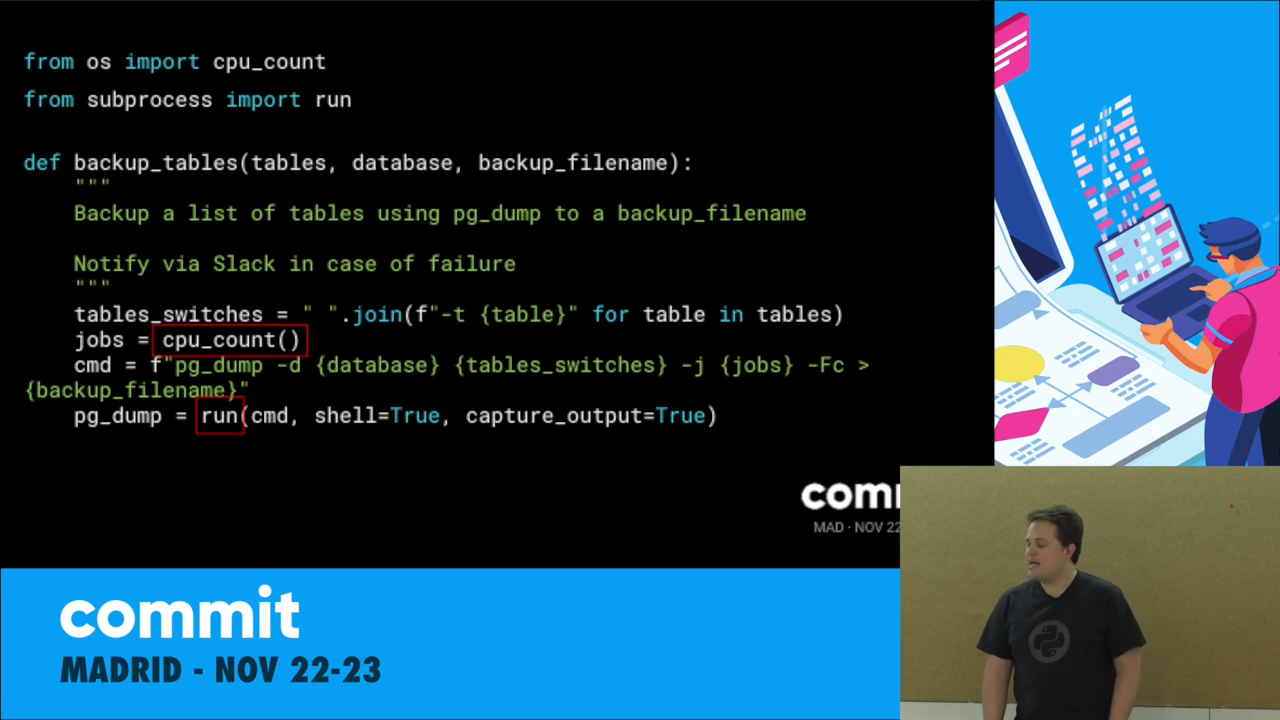 from os import cpu_count
from subprocess import run
def backup_tables(tables, database, backup_filename):
"""
Backup a list of tables using pg_dump to a backup_filename
Notify via Slack in case of failure
"""
tables_switches = " ".join(f"-t {table}" for table in tables)
jobs = cpu_count()
cmd = f"pg_dump -d {database} {tables_switches} -j {jobs} -Fc >
{backup_filename}"
pg_dump = run(cmd, shell=True, capture_output=True)
MAD · NOV 22
commit
MADRID - NOV 22-23